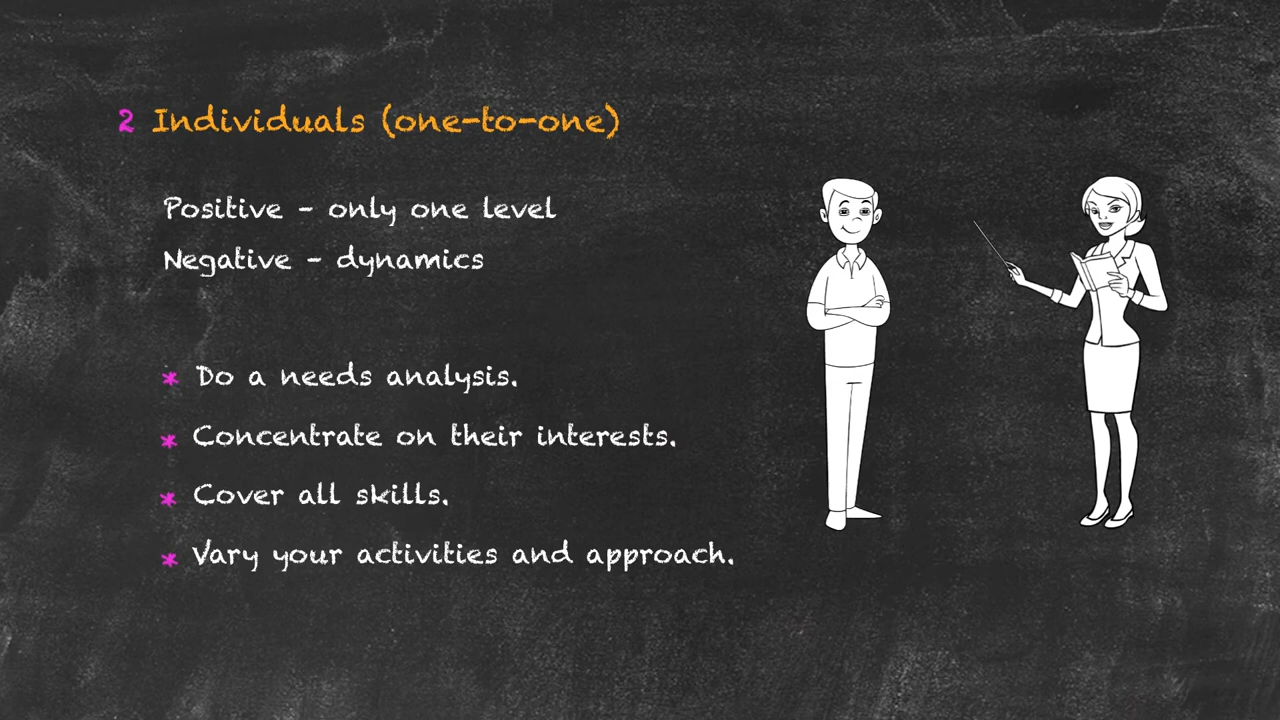 2 Individuals (one-to-one)
Positive - only one level
Negative - dynamics
* Do a needs analysis.
* Concentrate on their interests.
* Cover all skills.
* Vary your activities and approach.